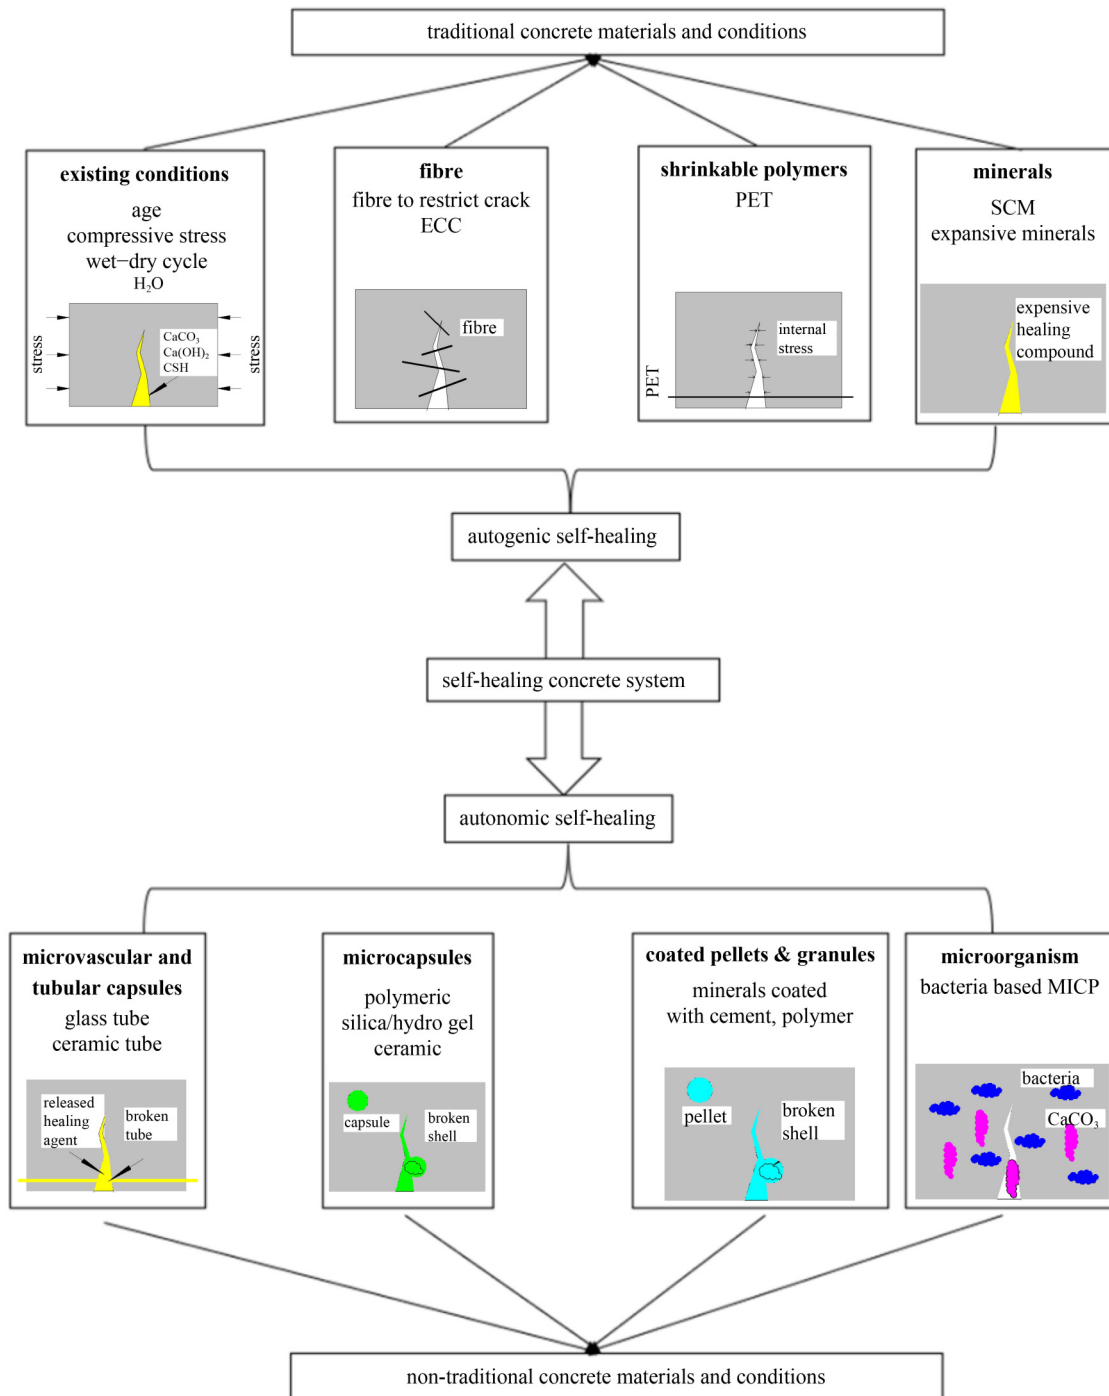 traditional concrete materials and conditions
existing conditions
age
compressive stress
wet−dry cycle
H₂O
stress
CaCO₃
Ca(OH)₂
CSH
stress
fibre
fibre to restrict crack
ECC
fibre
shrinkable polymers
PET
internal
stress
PET
minerals
SCM
expansive minerals
expensive
healing
compound
autogenic self-healing
self-healing concrete system
autonomic self-healing
microvascular and
tubular capsules
glass tube
ceramic tube
released
healing
agent
broken
tube
microcapsules
polymeric
silica/hydro gel
ceramic
capsule
broken
shell
coated pellets & granules
minerals coated
with cement, polymer
pellet
broken
shell
microorganism
bacteria based MICP
bacteria
CaCO₃
non-traditional concrete materials and conditions